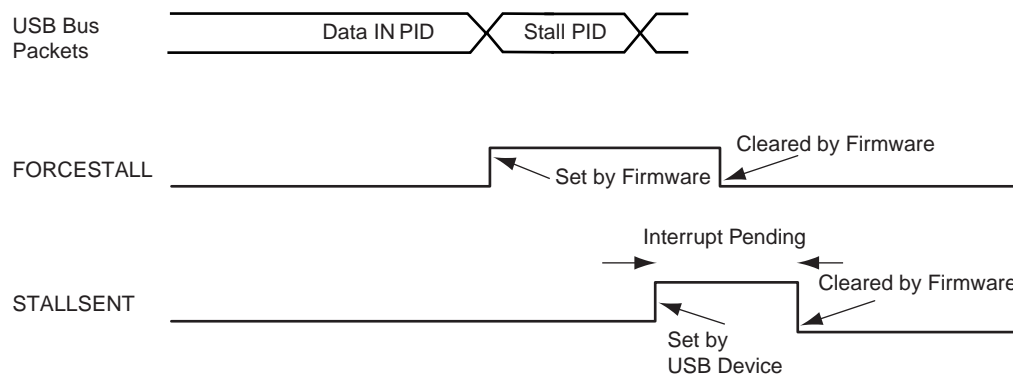 USB Bus
Packets
Data IN PID
Stall PID
FORCESTALL
Set by Firmware
Cleared by Firmware
Interrupt Pending
STALLSENT
Cleared by Firmware
Set by
USB Device